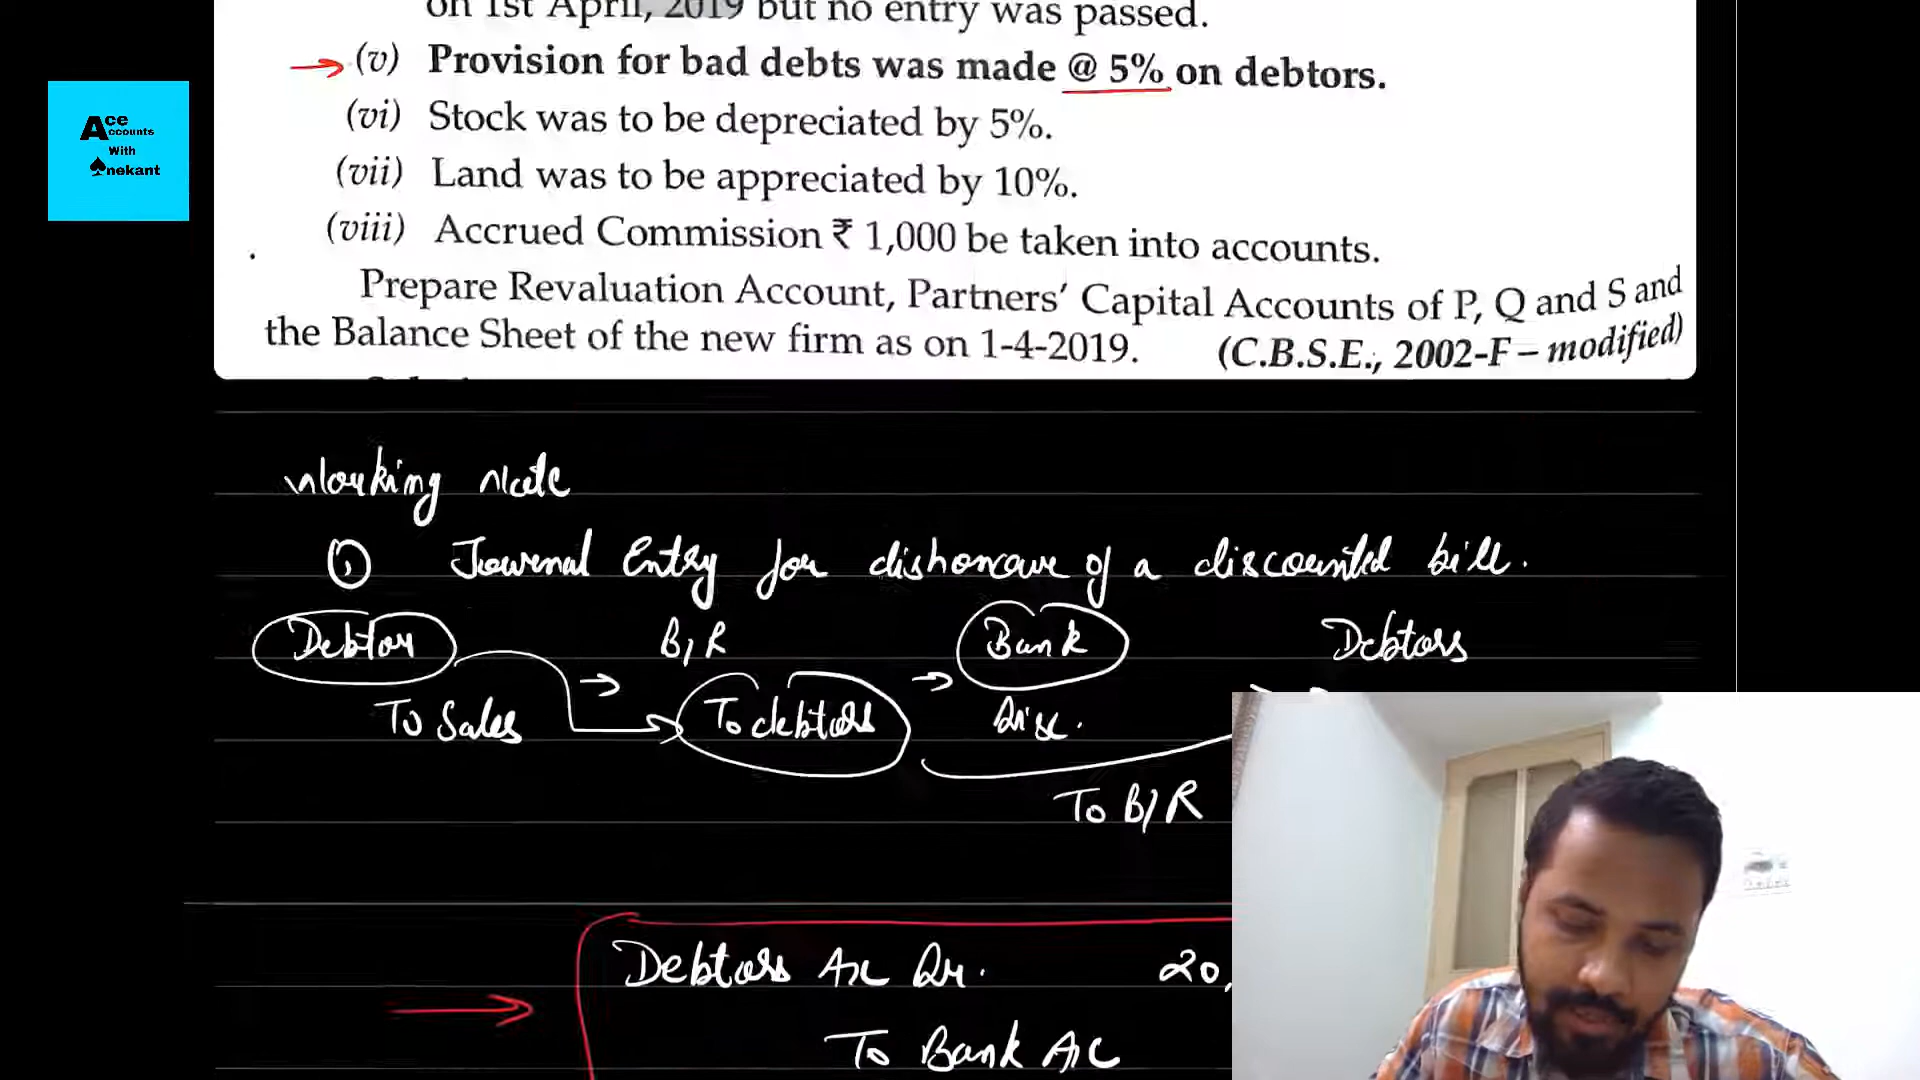 on 1st April, 2019 but no entry was passed.
(v) Provision for bad debts was made @ 5% on debtors.
(vi) Stock was to be depreciated by 5%.
(vii) Land was to be appreciated by 10%.
(viii) Accrued Commission ₹ 1,000 be taken into accounts.
Prepare Revaluation Account, Partners' Capital Accounts of P, Q and S and
the Balance Sheet of the new firm as on 1-4-2019. (C.B.S.E., 2002-F – modified)
Ace
Accounts
With
Anekant
Working Note
① Journal Entry for dishonour of a discounted bill.
Debtor B/R Bank Debtors
To Sales → To debtors → Disc.
To B/R
Debtors A/c Dr. 20,
To Bank A/C